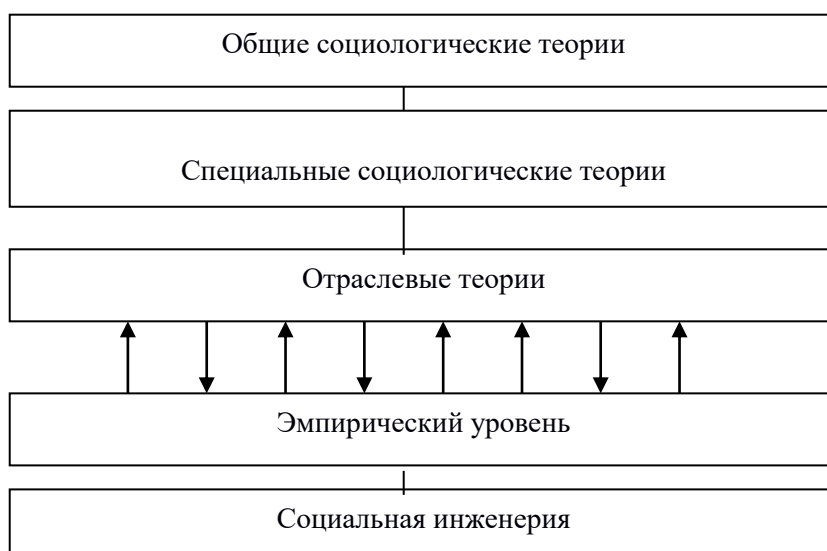 Общие социологические теории
Специальные социологические теории
Отраслевые теории
Эмпирический уровень
Социальная инженерия